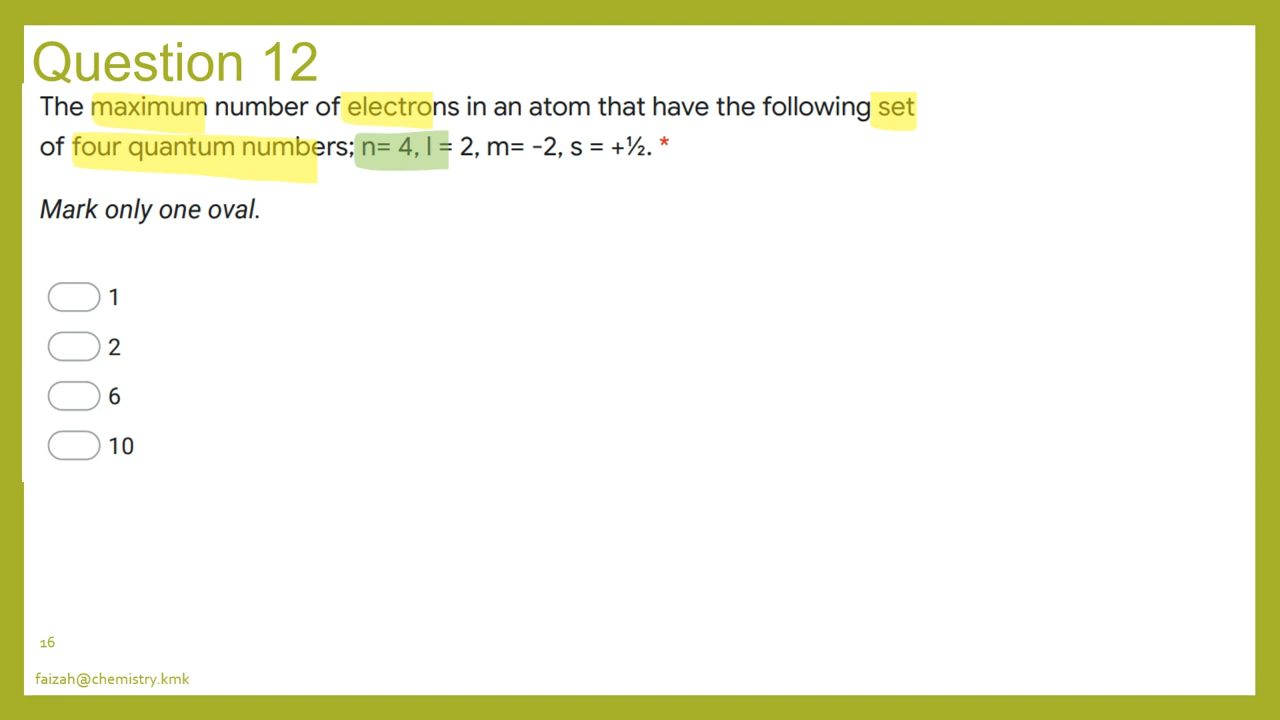 Question 12
The maximum number of electrons in an atom that have the following set
of four quantum numbers; n= 4, l = 2, m= -2, s = +½. *
Mark only one oval.
1
2
6
10
16
faizah@chemistry.kmk